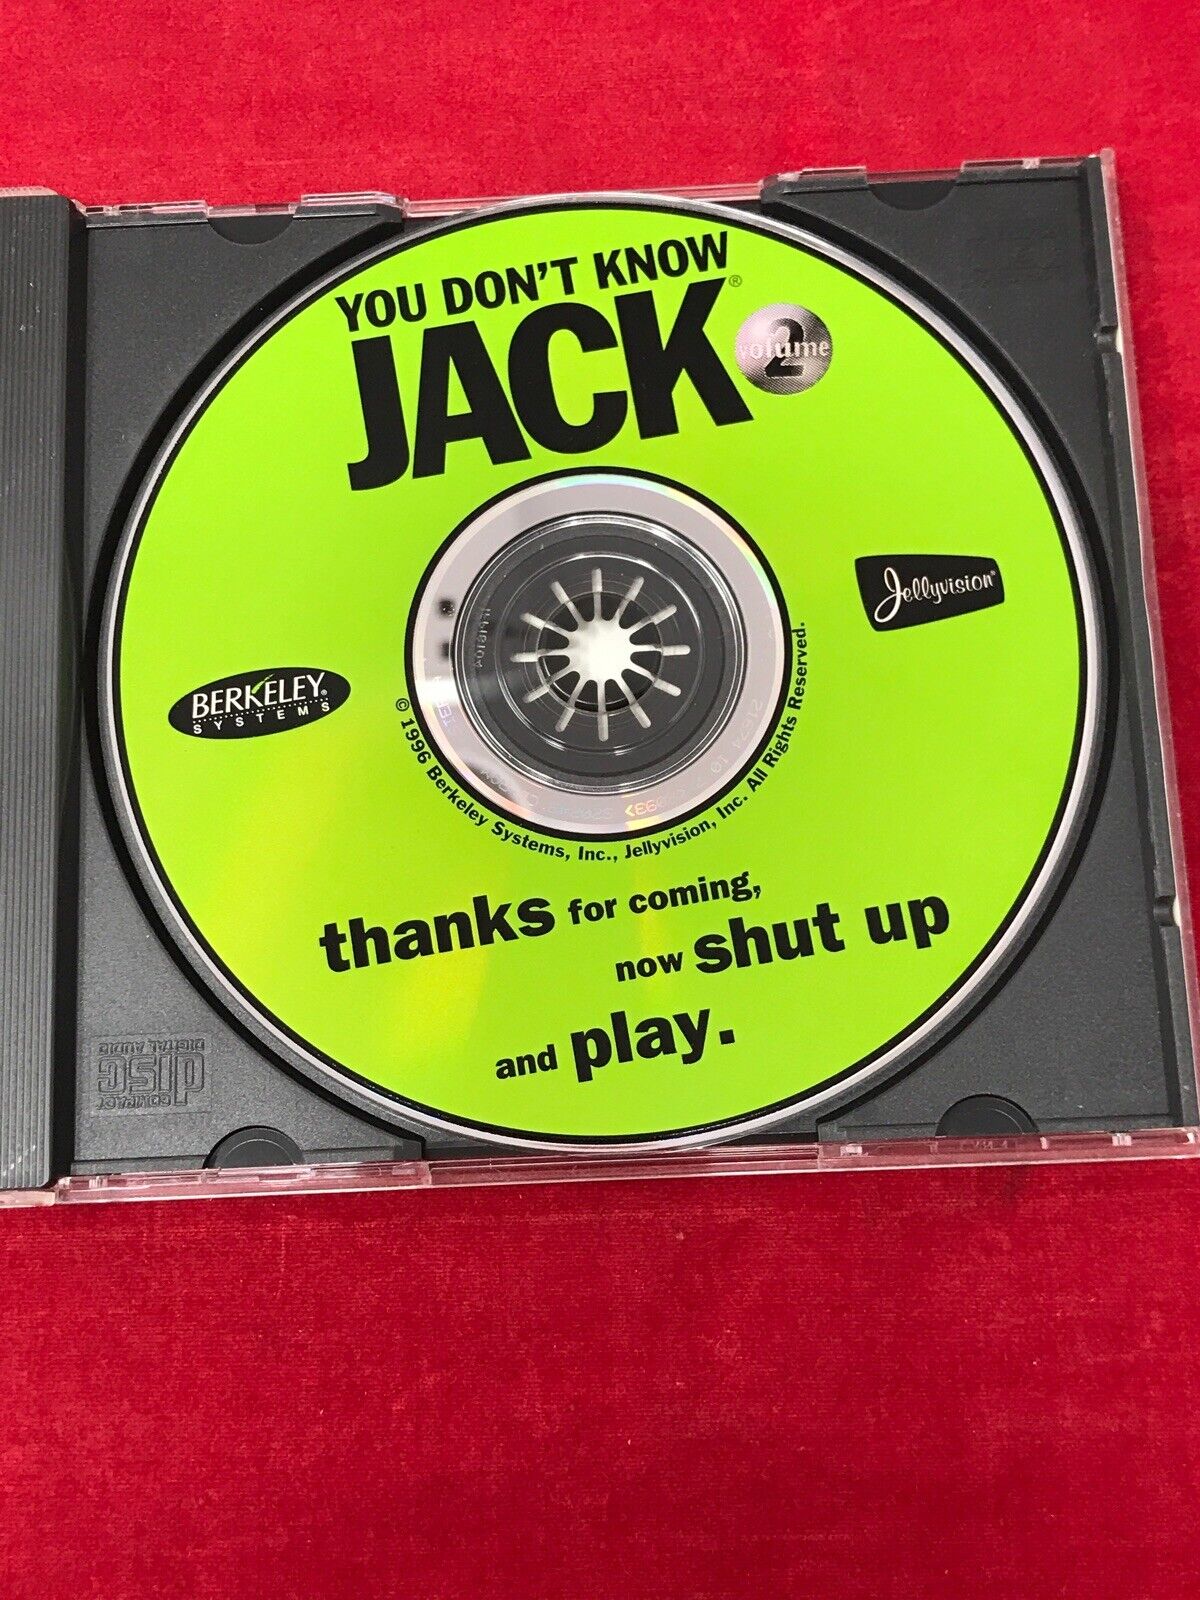 YOU DON'T KNOW
JACK®
volume 2
Jellyvision®
BERKELEY®
SYSTEMS
© 1996 Berkeley Systems, Inc., Jellyvision, Inc. All Rights Reserved.
thanks for coming,
now shut up
and play.
COMPACT
disc
DIGITAL AUDIO